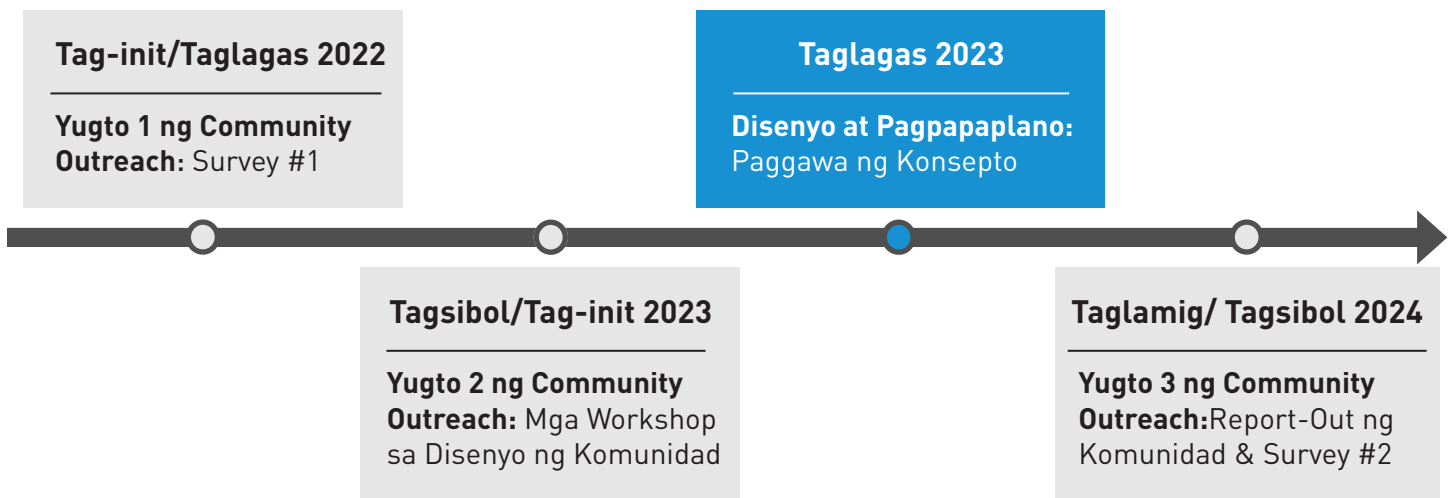 Tag-init/Taglagas 2022
Yugto 1 ng Community
Outreach: Survey #1
Tagsibol/Tag-init 2023
Yugto 2 ng Community
Outreach: Mga Workshop
sa Disenyo ng Komunidad
Taglagas 2023
Disenyo at Pagpapaplano:
Paggawa ng Konsepto
Taglamig/ Tagsibol 2024
Yugto 3 ng Community
Outreach:Report-Out ng
Komunidad & Survey #2